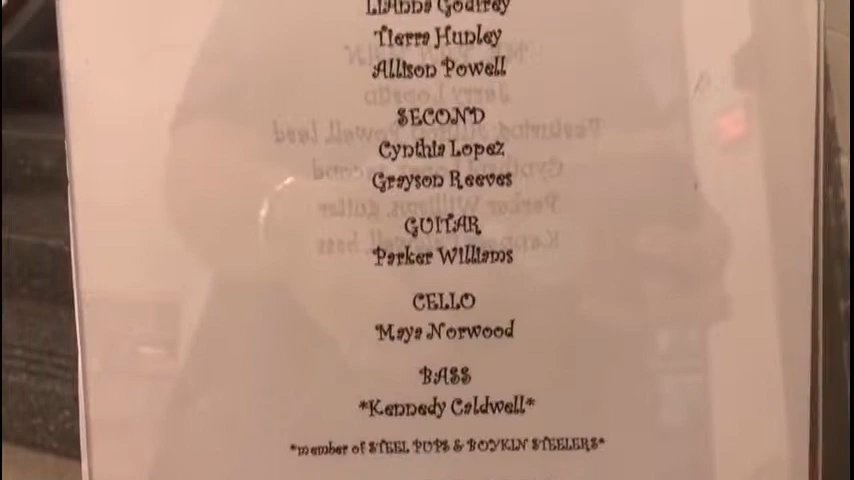 LiAnna Godfrey
Tierra Hunley
Allison Powell
SECOND
Cynthia Lopez
Grayson Reeves
GUITAR
Parker Williams
CELLO
Maya Norwood
BASS
*Kennedy Caldwell*
*member of STEEL PUPS & BOYKIN STEELERS*